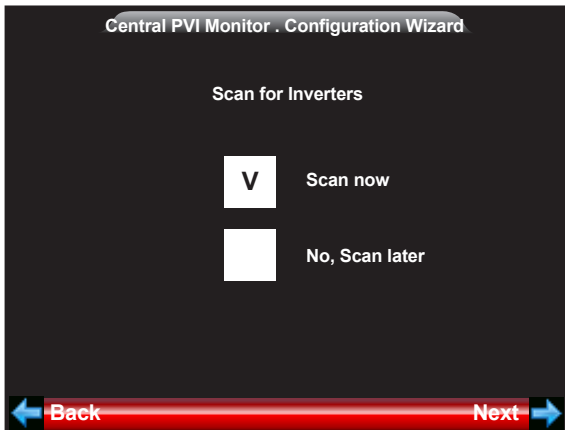 Central PVI Monitor . Configuration Wizard
Scan for Inverters
V Scan now
No, Scan later
Back Next